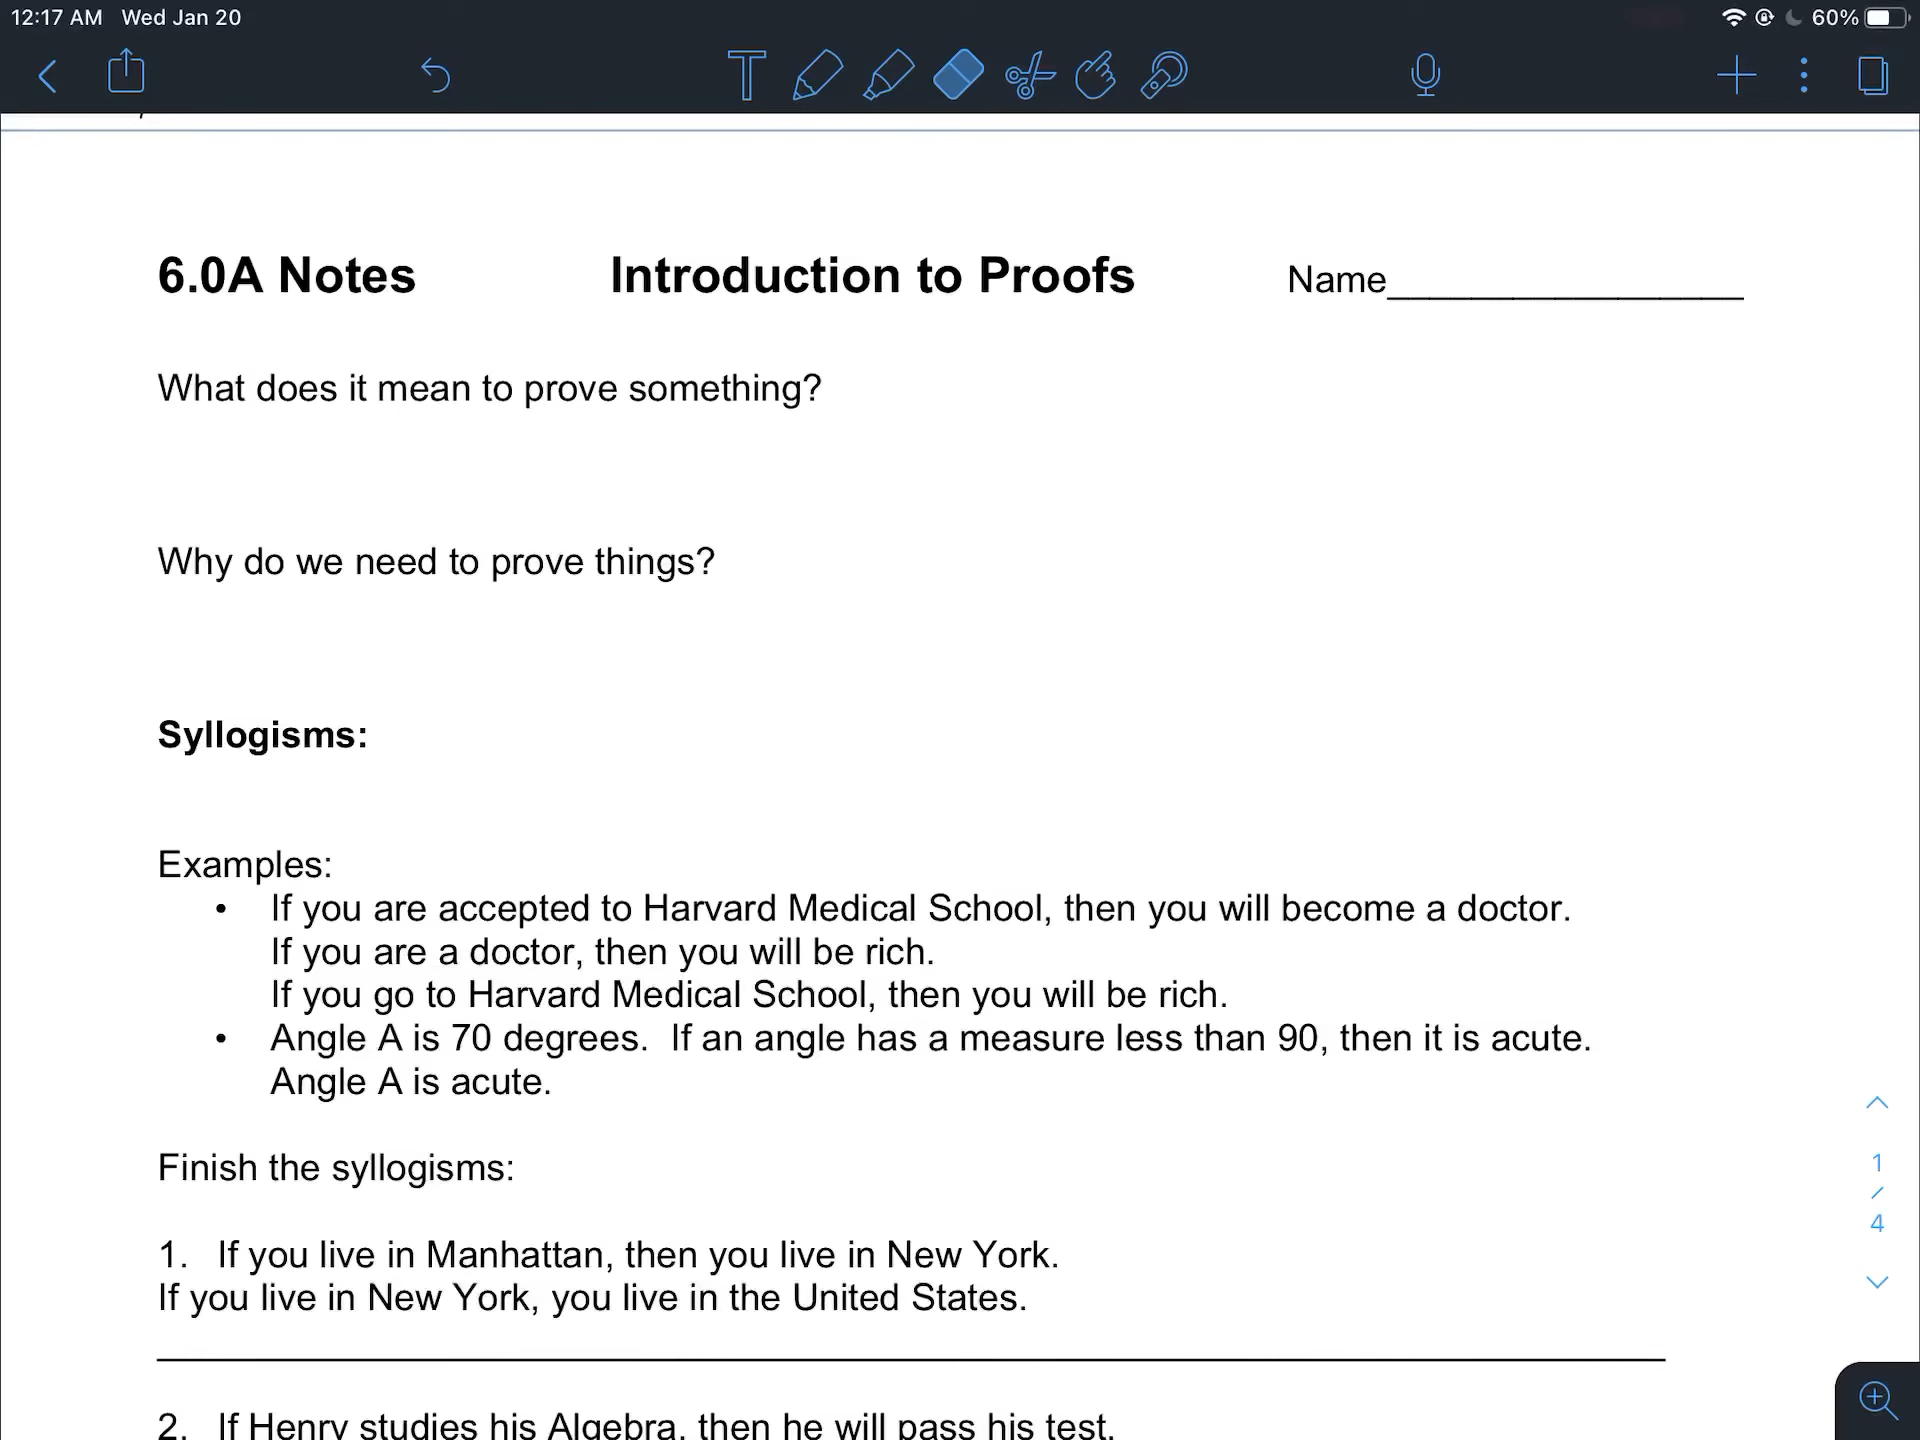 12:17 AM Wed Jan 20 60%
T
6.0A Notes Introduction to Proofs Name_________________
What does it mean to prove something?
Why do we need to prove things?
Syllogisms:
Examples:
• If you are accepted to Harvard Medical School, then you will become a doctor.
If you are a doctor, then you will be rich.
If you go to Harvard Medical School, then you will be rich.
• Angle A is 70 degrees.  If an angle has a measure less than 90, then it is acute.
Angle A is acute.
Finish the syllogisms:
1. If you live in Manhattan, then you live in New York.
If you live in New York, you live in the United States.
2. If Henry studies his Algebra, then he will pass his test.
1
/
4